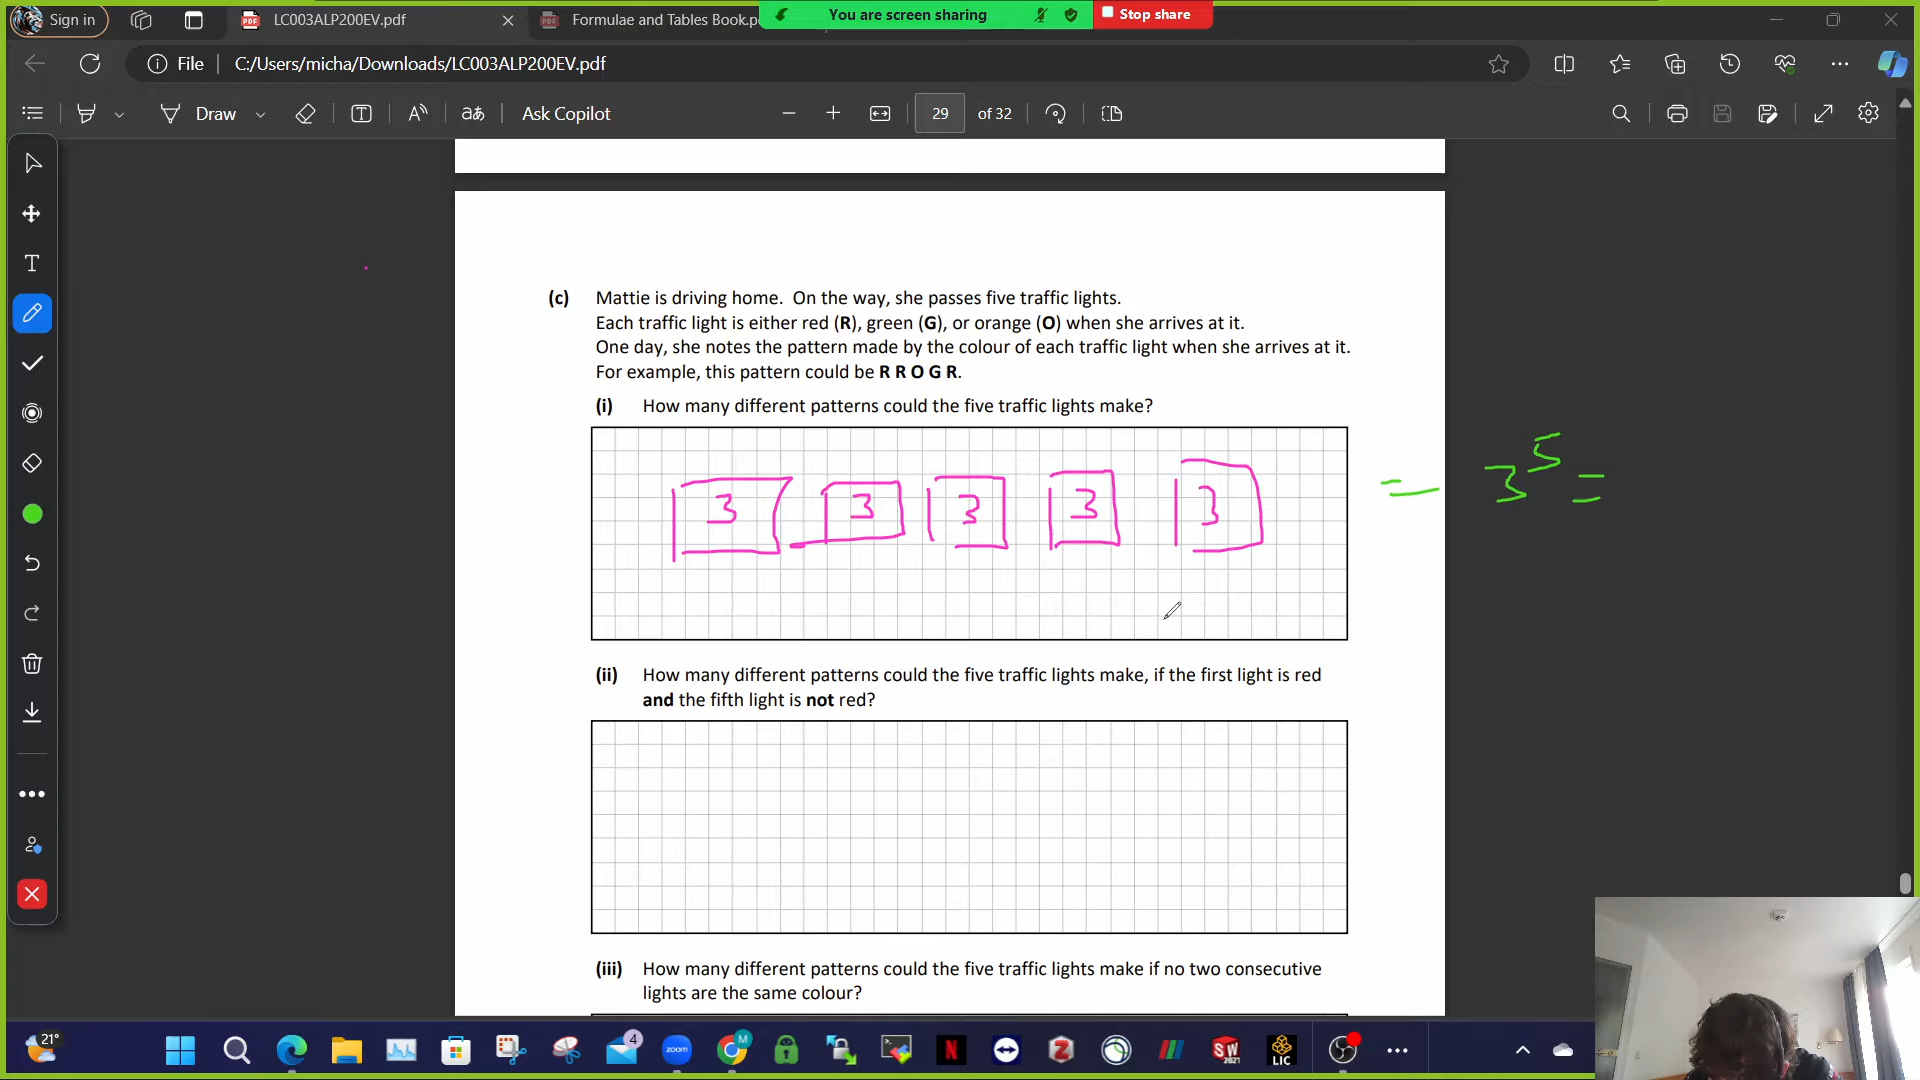 Sign in
LC003ALP200EV.pdf
Formulae and Tables Book.p
You are screen sharing
Stop share
File
C:/Users/micha/Downloads/LC003ALP200EV.pdf
Draw
Ask Copilot
29 of 32
(c) Mattie is driving home. On the way, she passes five traffic lights.
Each traffic light is either red (R), green (G), or orange (O) when she arrives at it.
One day, she notes the pattern made by the colour of each traffic light when she arrives at it.
For example, this pattern could be R R O G R.
(i) How many different patterns could the five traffic lights make?
3 3 3 3 3 = 3^5 =
(ii) How many different patterns could the five traffic lights make, if the first light is red
and the fifth light is not red?
(iii) How many different patterns could the five traffic lights make if no two consecutive
lights are the same colour?
21°
4
zoom
M
N
Z
SW
2021
LIC